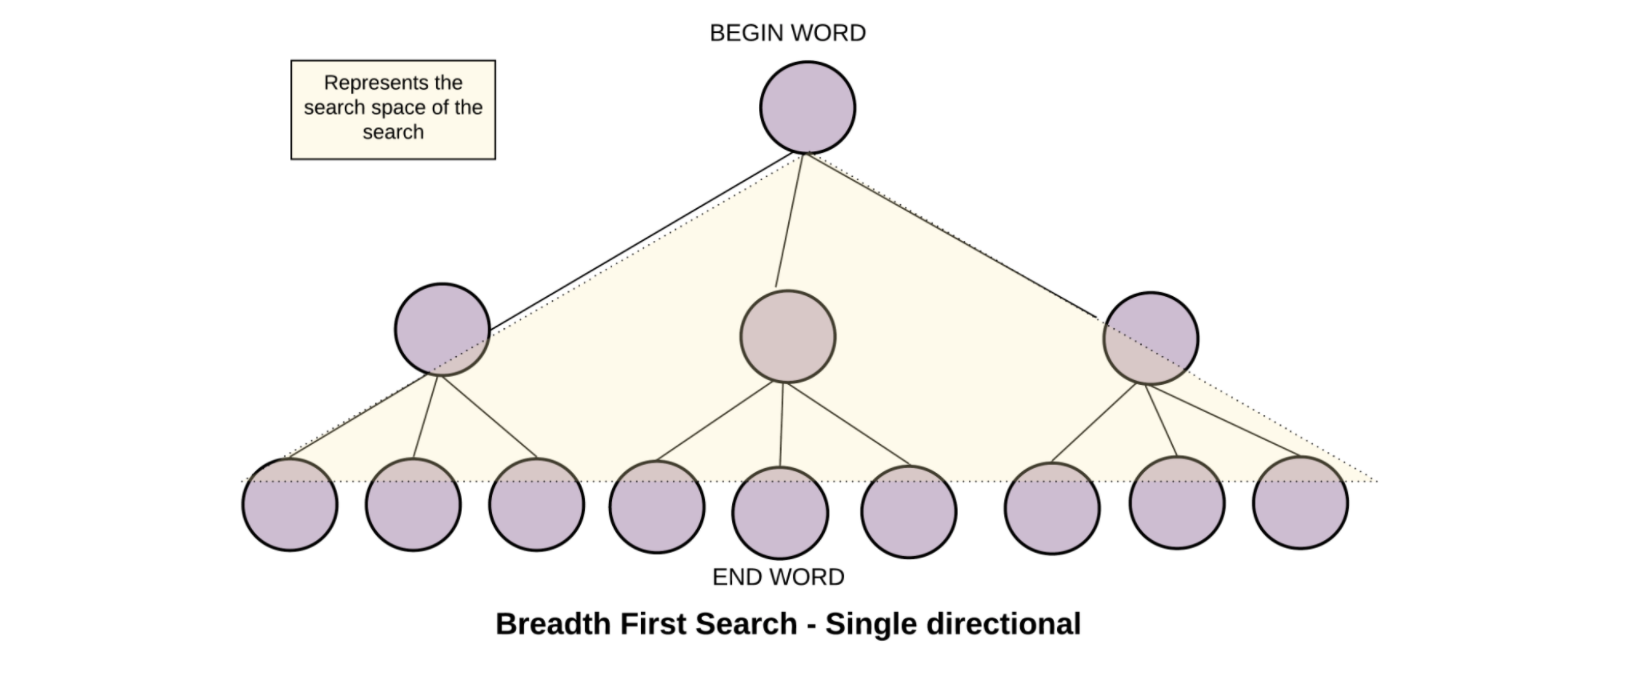 BEGIN WORD
Represents the
search space of the
search
END WORD
Breadth First Search - Single directional